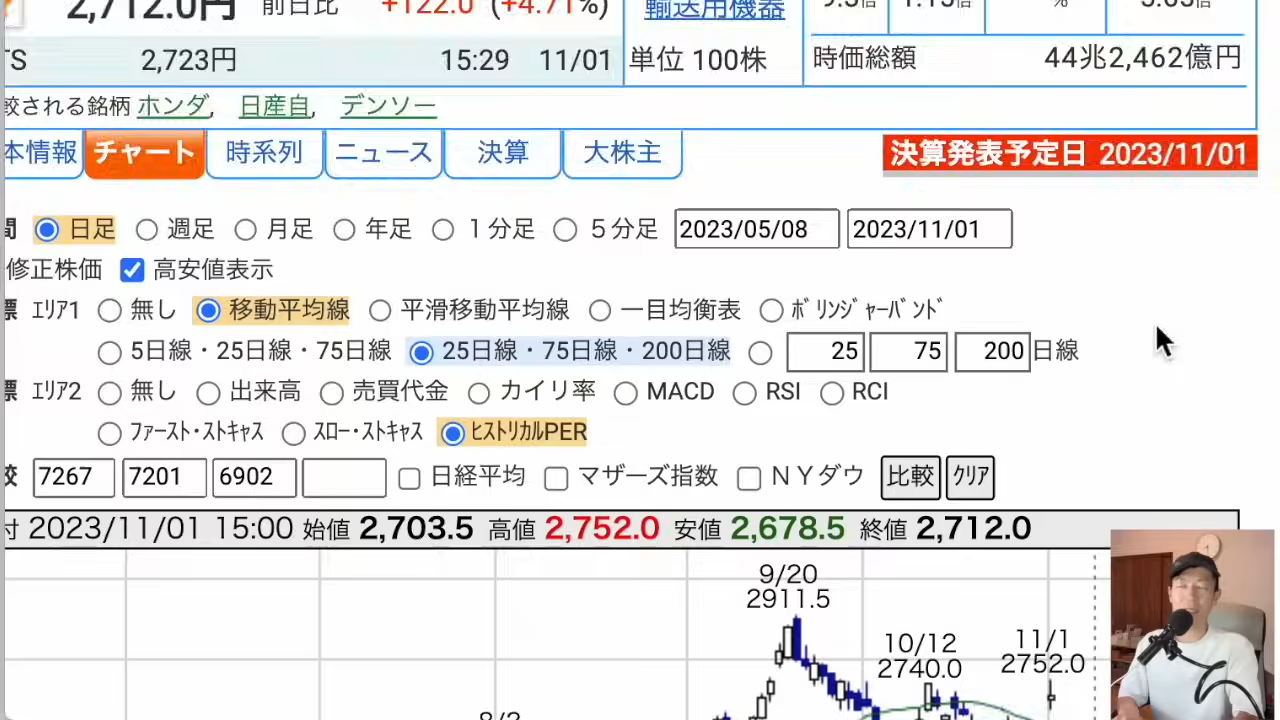 2,712.0円 前日比 +122.0 (+4.71%) 輸送用機器
TS 2,723円 15:29 11/01 単位 100株 時価総額 44兆2,462億円
較される銘柄 ホンダ, 日産自, デンソー
本情報 チャート 時系列 ニュース 決算 大株主 決算発表予定日 2023/11/01
間 日足 週足 月足 年足 1分足 5分足 2023/05/08 2023/11/01
修正株価 高安値表示
標 ｴﾘｱ1 無し 移動平均線 平滑移動平均線 一目均衡表 ﾎﾞﾘﾝｼﾞｬｰﾊﾞﾝﾄﾞ
5日線・25日線・75日線 25日線・75日線・200日線 25 75 200 日線
標 ｴﾘｱ2 無し 出来高 売買代金 カイリ率 MACD RSI RCI
ﾌｧｰｽﾄ･ｽﾄｷｬｽ ｽﾛｰ･ｽﾄｷｬｽ ﾋｽﾄﾘｶﾙPER
較 7267 7201 6902 日経平均 マザーズ指数 ＮＹダウ 比較 ｸﾘｱ
付 2023/11/01 15:00 始値 2,703.5 高値 2,752.0 安値 2,678.5 終値 2,712.0
9/20
2911.5
10/12
2740.0
11/1
2752.0